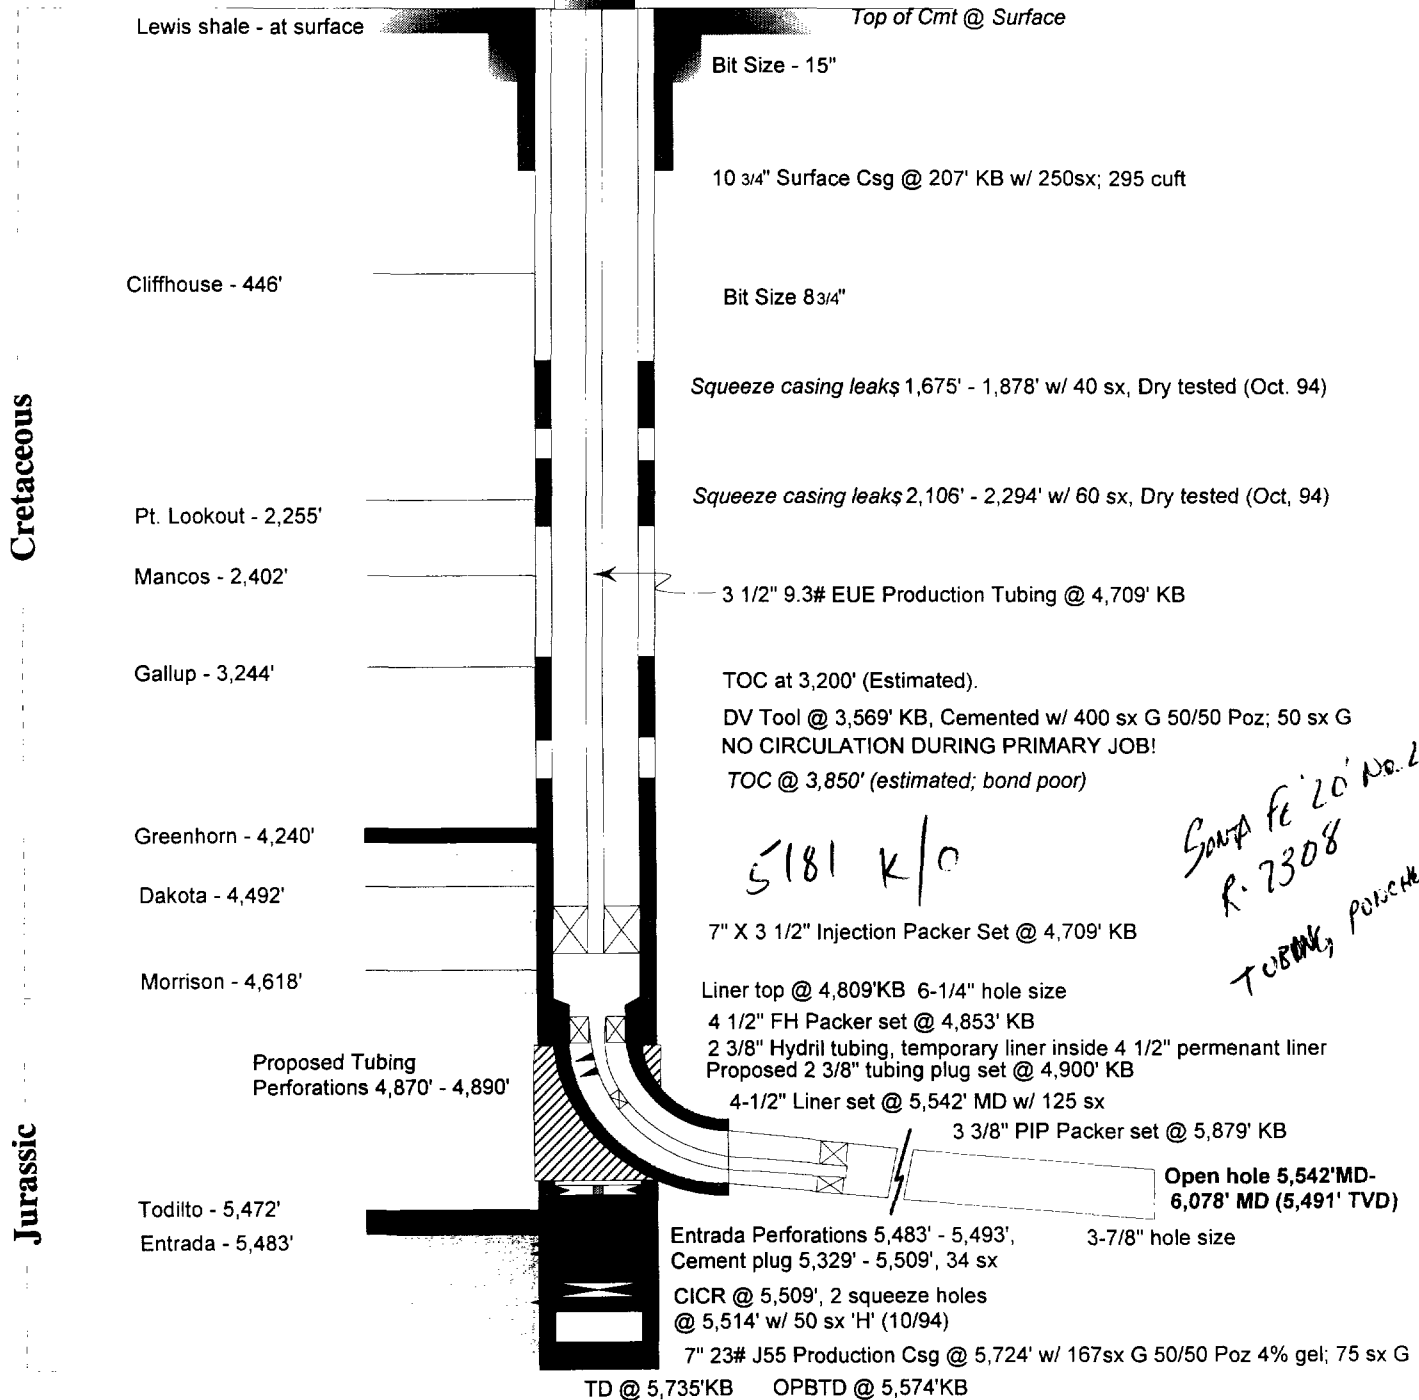 Lewis shale - at surface
Top of Cmt @ Surface
Bit Size - 15"
10 3/4" Surface Csg @ 207' KB w/ 250sx; 295 cuft
Cliffhouse - 446'
Bit Size 8 3/4"
Cretaceous
Squeeze casing leaks 1,675' - 1,878' w/ 40 sx, Dry tested (Oct. 94)
Squeeze casing leaks 2,106' - 2,294' w/ 60 sx, Dry tested (Oct, 94)
Pt. Lookout - 2,255'
Mancos - 2,402'
3 1/2" 9.3# EUE Production Tubing @ 4,709' KB
Gallup - 3,244'
TOC at 3,200' (Estimated).
DV Tool @ 3,569' KB, Cemented w/ 400 sx G 50/50 Poz; 50 sx G
NO CIRCULATION DURING PRIMARY JOB!
TOC @ 3,850' (estimated; bond poor)
Greenhorn - 4,240'
5181 K/O
Santa Fe '20' No.
R-7308
Dakota - 4,492'
7" X 3 1/2" Injection Packer Set @ 4,709' KB
Morrison - 4,618'
Liner top @ 4,809'KB 6-1/4" hole size
4 1/2" FH Packer set @ 4,853' KB
2 3/8" Hydril tubing, temporary liner inside 4 1/2" permenant liner
Proposed 2 3/8" tubing plug set @ 4,900' KB
Proposed Tubing
Perforations 4,870' - 4,890'
4-1/2" Liner set @ 5,542' MD w/ 125 sx
3 3/8" PIP Packer set @ 5,879' KB
Jurassic
Open hole 5,542'MD-
6,078' MD (5,491' TVD)
3-7/8" hole size
Todilto - 5,472'
Entrada - 5,483'
Entrada Perforations 5,483' - 5,493',
Cement plug 5,329' - 5,509', 34 sx
CICR @ 5,509', 2 squeeze holes
@ 5,514' w/ 50 sx 'H' (10/94)
7" 23# J55 Production Csg @ 5,724' w/ 167sx G 50/50 Poz 4% gel; 75 sx G
TD @ 5,735'KB OPBTD @ 5,574'KB